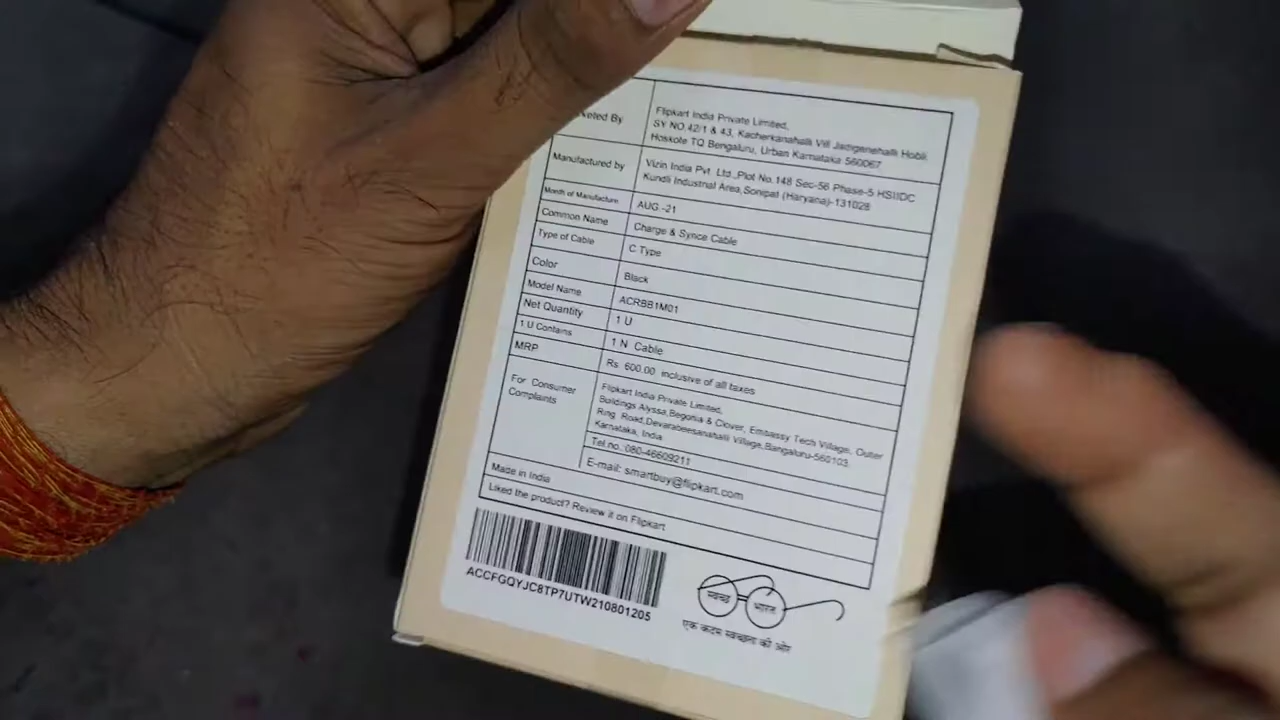 keted By
Flipkart India Private Limited,
SY NO 42/1 & 43, Kacherkanahalli Vill Jamgenehalli Hobli.
Hoskote TQ Bengaluru, Urban Karnataka 560067
Manufactured by
Vizin India Pvt. Ltd.,Plot No.148 Sec-56 Phase-5 HSIIDC
Kundli Industrial Area,Sonipat (Haryana)-131028
Month of Manufacture
AUG.-21
Common Name
Charge & Synce Cable
Type of Cable
C Type
Color
Black
Model Name
ACRBB1M01
Net Quantity
1 U
1 U Contains
1 N Cable
MRP
Rs. 600.00 inclusive of all taxes
For Consumer
Complaints
Flipkart India Private Limited,
Buildings Alyssa,Begonia & Clover, Embassy Tech Village, Outer
Ring Road,Devarabeesanahalli Village,Bengaluru-560103,
Karnataka, India
Tel.no.:080-46609211
E-mail: smartbuy@flipkart.com
Made in India
Liked the product? Review it on Flipkart
ACCFGQYJC8TP7UTW210801205
स्वच्छ भारत
एक कदम स्वच्छता की ओर